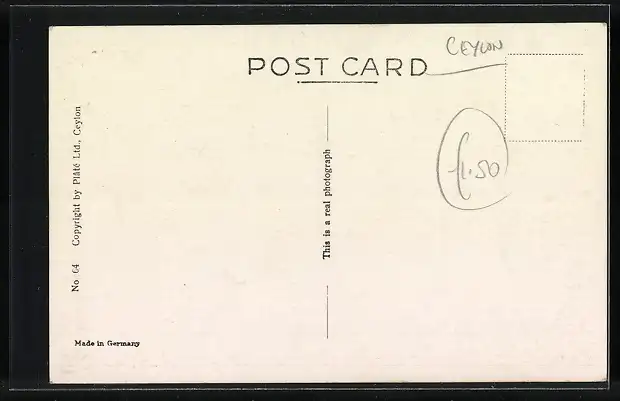 CEYLON
POST CARD
£1.50
No 64 Copyright by Plâté Ltd., Ceylon
This is a real photograph
Made in Germany